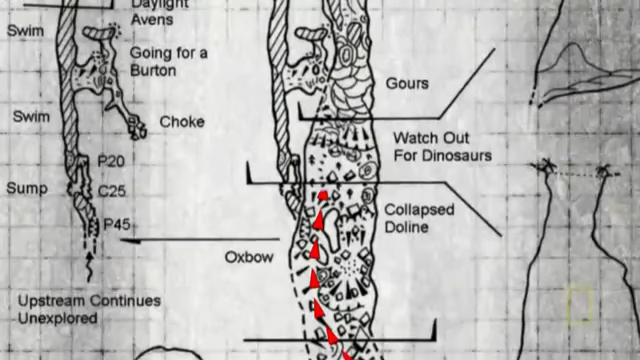 Daylight
Avens
Swim
Going for a
Burton
Gours
Swim
Choke
Watch Out
For Dinosaurs
P20
Sump
C25
P45
Collapsed
Doline
Oxbow
Upstream Continues
Unexplored